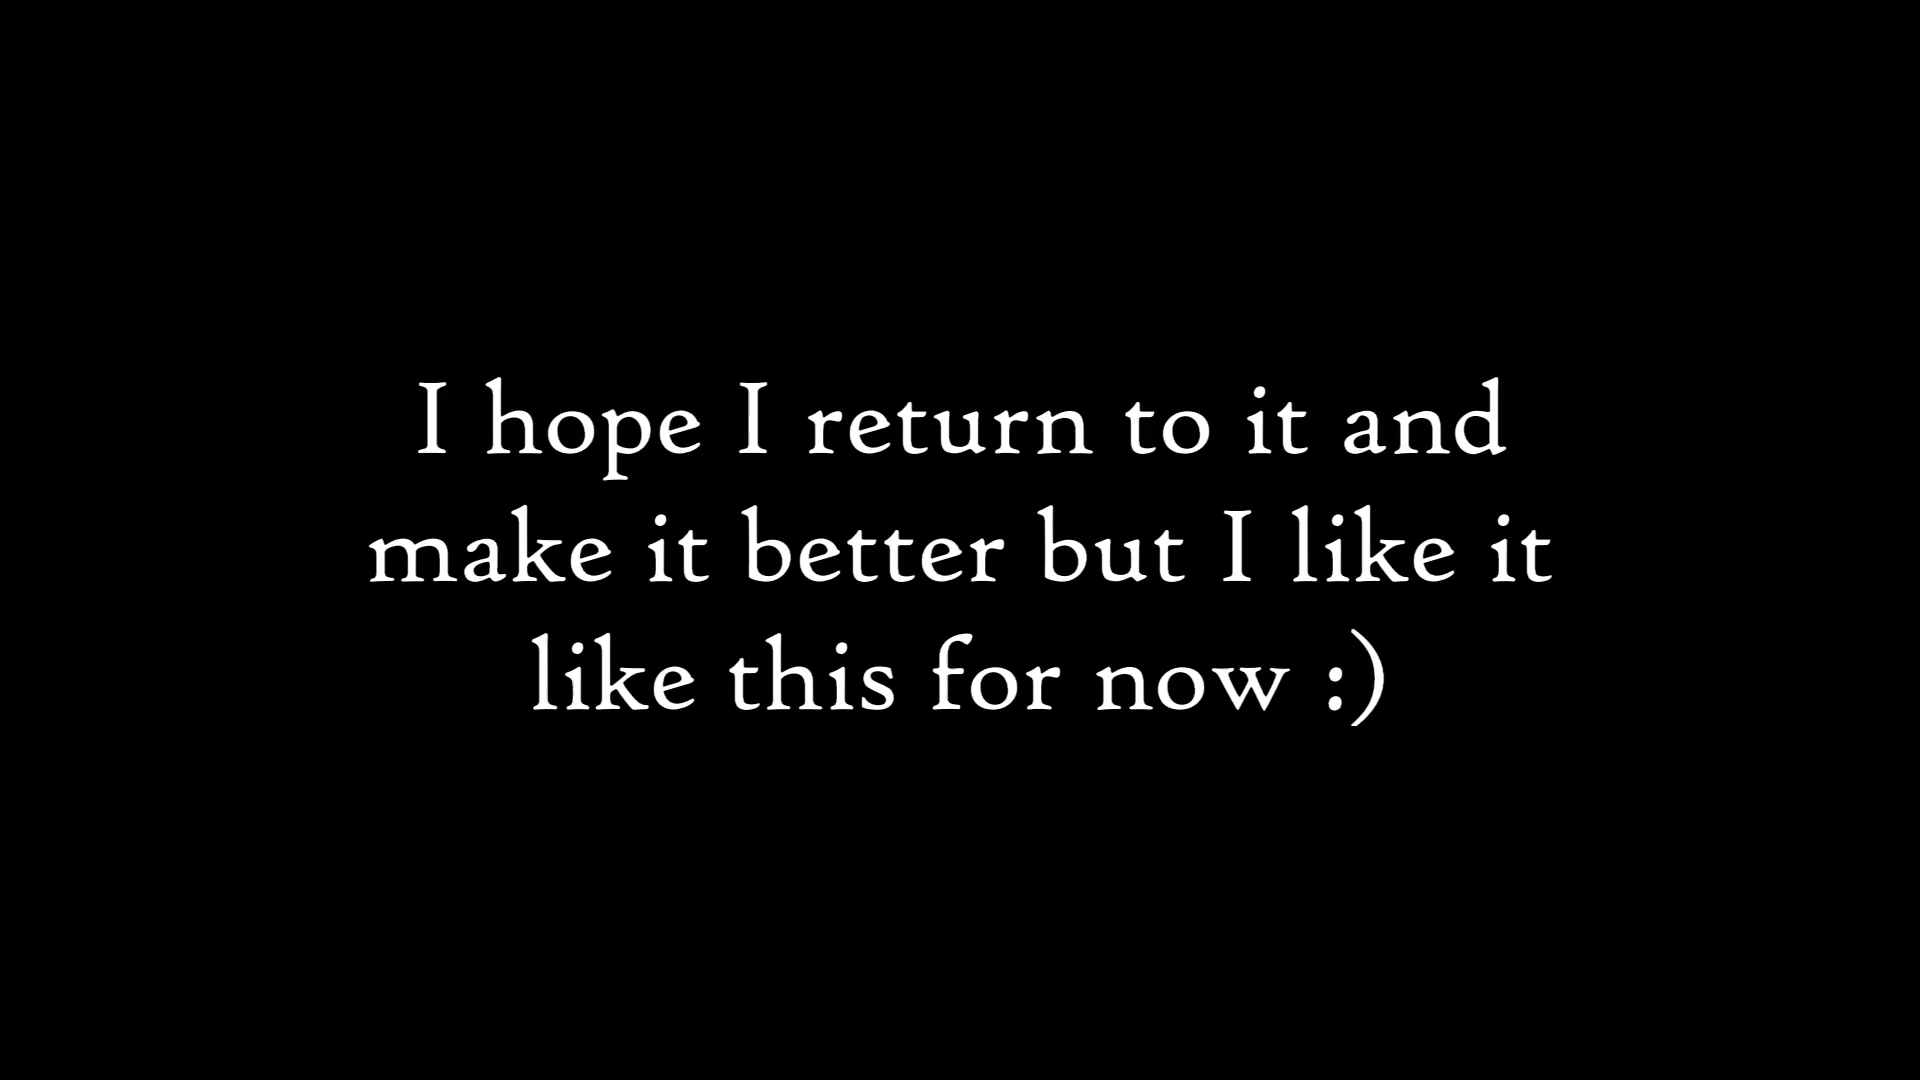 I hope I return to it and
make it better but I like it
like this for now :)